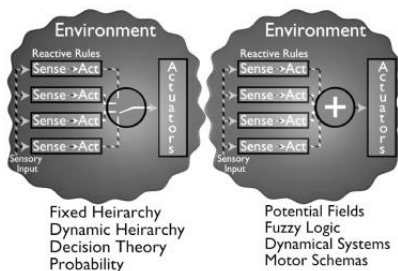 Environment
Reactive Rules
Sense Act
Sense Act
Sense Act
Sense Act
Sensory
Input
Actuators
Fixed Heirarchy
Dynamic Heirarchy
Decision Theory
Probability
Environment
Reactive Rules
Sense Act
Sense Act
Sense Act
Sense Act
+
Sensory
Input
Actuators
Potential Fields
Fuzzy Logic
Dynamical Systems
Motor Schemas